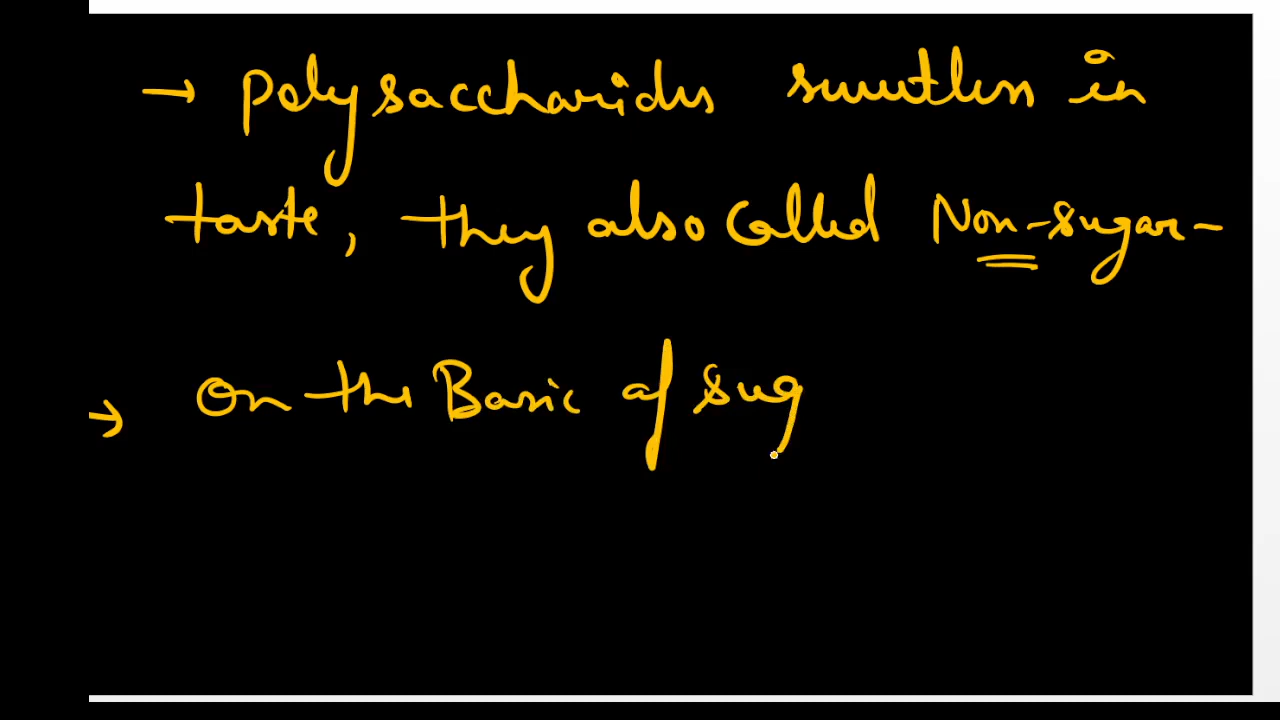 → Polysaccharides sweetless in
taste, they also called Non-sugar-
→ On the Basic of sug